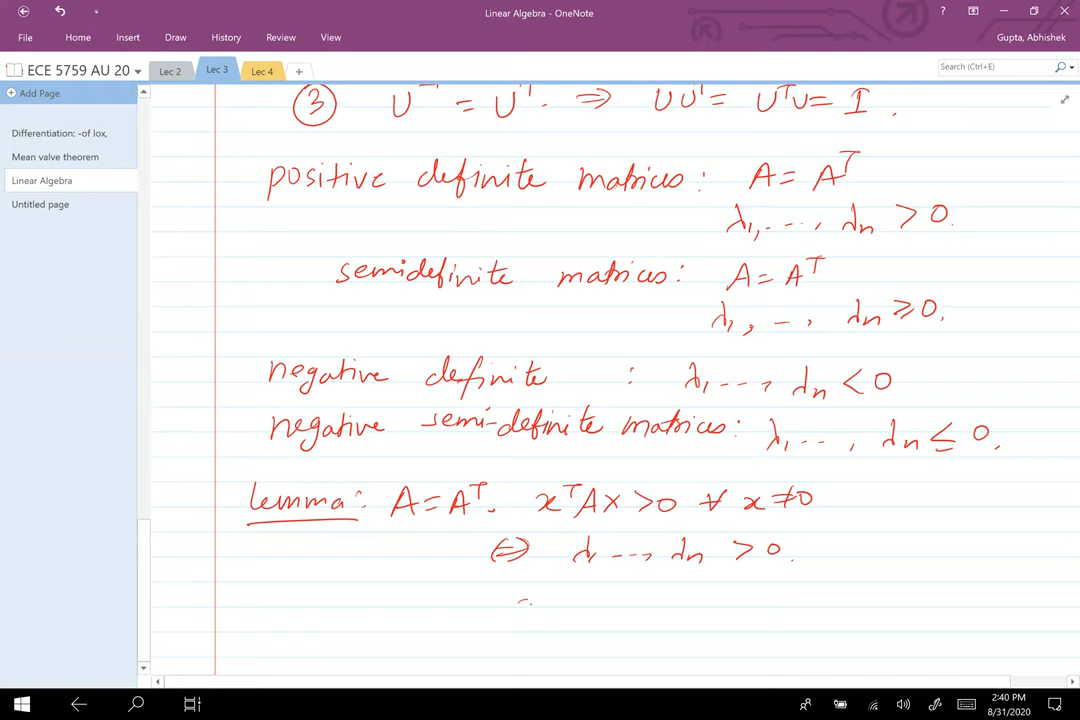 Linear Algebra - OneNote
?
Gupta, Abhishek
File Home Insert Draw History Review View
ECE 5759 AU 20
Lec 2
Lec 3
Lec 4
Search (Ctrl+E)
Add Page
Differentiation: -of lox,
Mean valve theorem
Linear Algebra
Untitled page
③ U⁻¹ = Uᵀ. ⇒ UUᵀ = UᵀU = I.
positive definite matrices: A = Aᵀ
λ₁, ..., λn > 0.
semidefinite matrices: A = Aᵀ
λ₁, .., λn ≥ 0.
negative definite : λ₁ ..., λn < 0
negative semi-definite matrices: λ₁ ..., λn ≤ 0.
Lemma: A = Aᵀ. xᵀAx > 0 ∀ x ≠ 0
⇔ λ₁ ..., λn > 0.
2:40 PM
8/31/2020